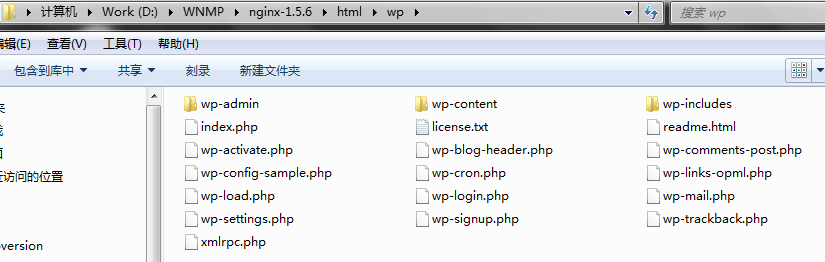 计算机 ▸ Work (D:) ▸ WNMP ▸ nginx-1.5.6 ▸ html ▸ wp ▸ 搜索 wp
编辑(E) 查看(V) 工具(T) 帮助(H)
包含到库中 共享 刻录 新建文件夹
wp-admin wp-content wp-includes
index.php license.txt readme.html
wp-activate.php wp-blog-header.php wp-comments-post.php
wp-config-sample.php wp-cron.php wp-links-opml.php
wp-load.php wp-login.php wp-mail.php
wp-settings.php wp-signup.php wp-trackback.php
xmlrpc.php
访问的位置
version